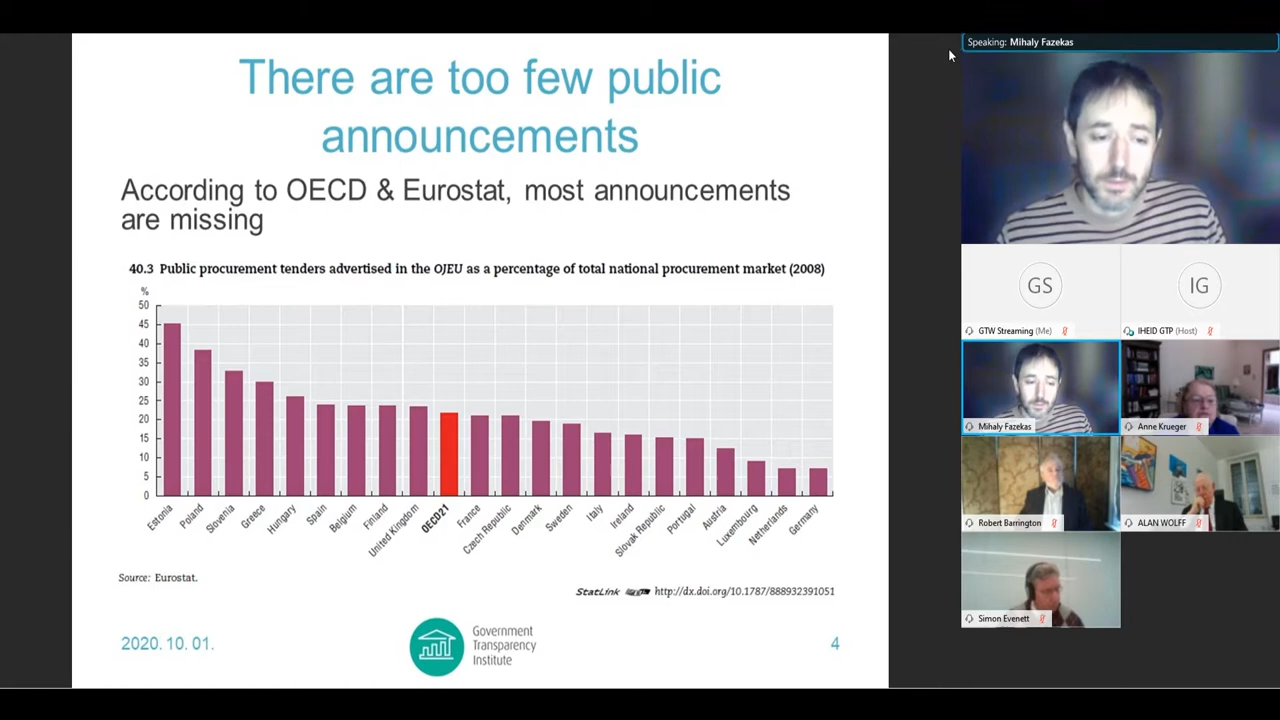 There are too few public
announcements
According to OECD & Eurostat, most announcements
are missing
40.3 Public procurement tenders advertised in the OJEU as a percentage of total national procurement market (2008)
%
50
45
40
35
30
25
20
15
10
5
0
Estonia
Poland
Slovenia
Greece
Hungary
Spain
Belgium
Finland
United Kingdom
OECD21
France
Czech Republic
Denmark
Sweden
Italy
Ireland
Slovak Republic
Portugal
Austria
Luxembourg
Netherlands
Germany
Source: Eurostat.
StatLink http://dx.doi.org/10.1787/888932391051
2020. 10. 01.
Government
Transparency
Institute
4
Speaking: Mihaly Fazekas
GS
IG
GTW Streaming (Me)
IHEID GTP (Host)
Mihaly Fazekas
Anne Krueger
Robert Barrington
ALAN WOLFF
Simon Evenett